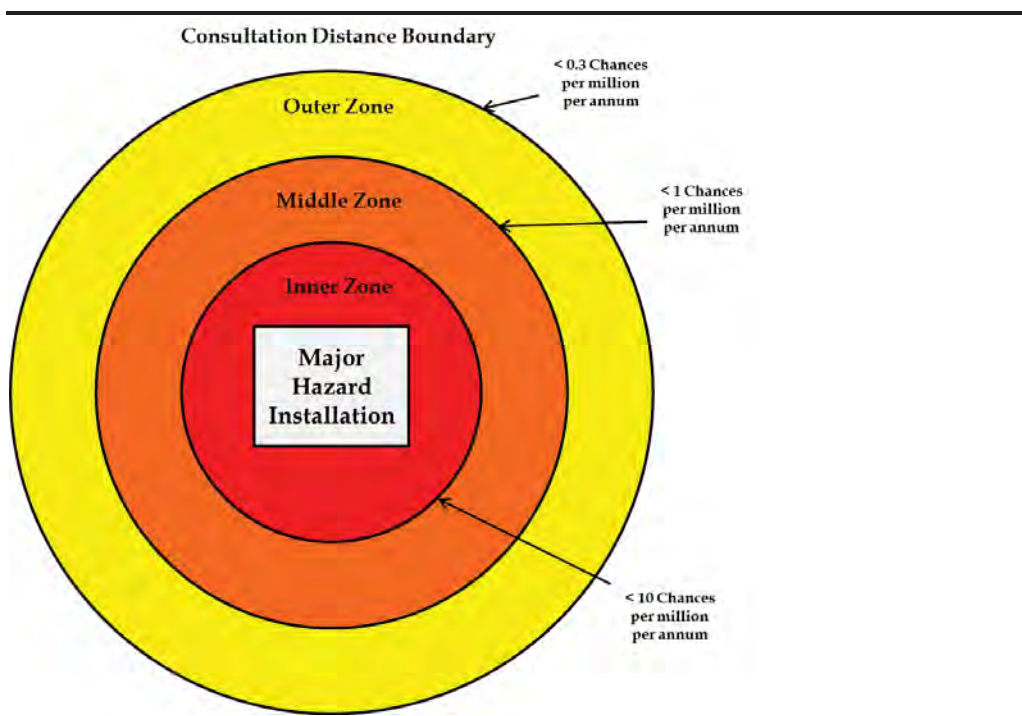 Consultation Distance Boundary
< 0.3 Chances
per million
per annum
Outer Zone
< 1 Chances
per million
per annum
Middle Zone
Inner Zone
Major
Hazard
Installation
< 10 Chances
per million
per annum